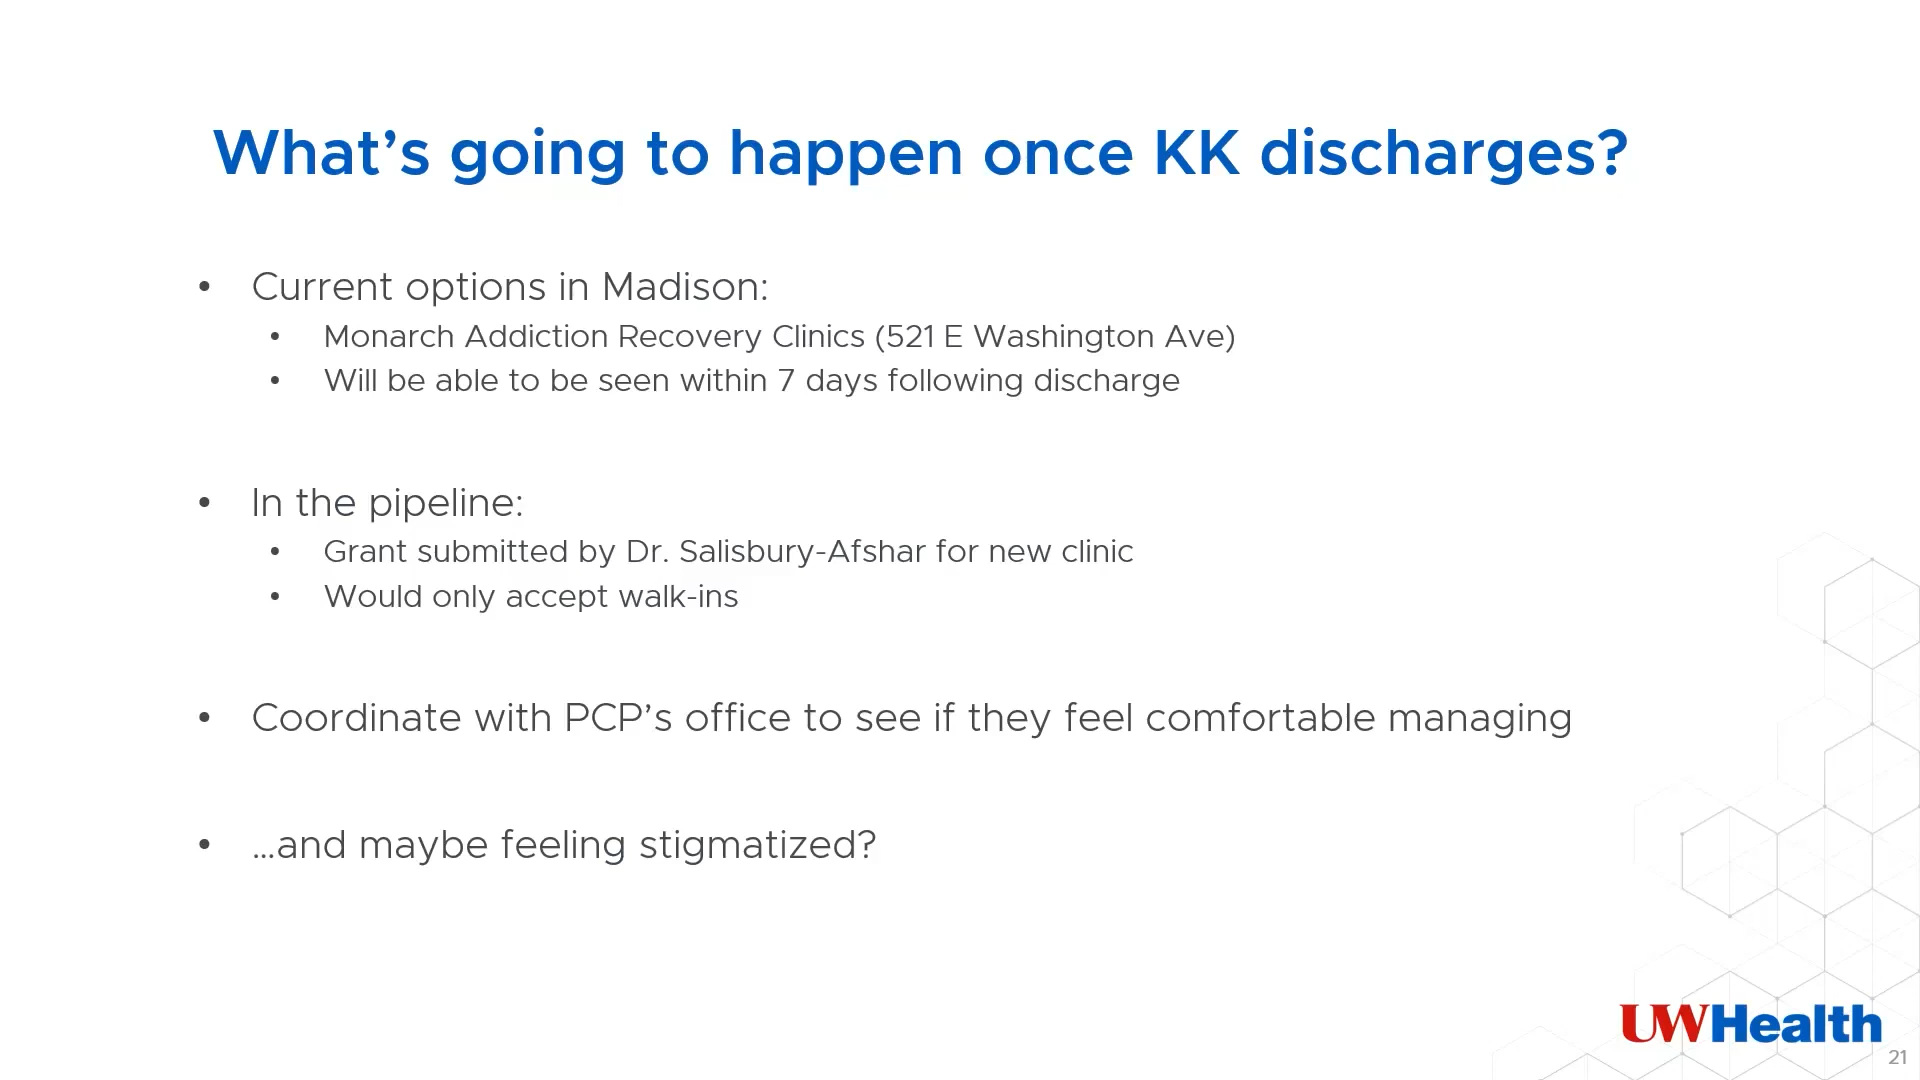 What’s going to happen once KK discharges?
• Current options in Madison:
• Monarch Addiction Recovery Clinics (521 E Washington Ave)
• Will be able to be seen within 7 days following discharge
• In the pipeline:
• Grant submitted by Dr. Salisbury-Afshar for new clinic
• Would only accept walk-ins
• Coordinate with PCP’s office to see if they feel comfortable managing
• …and maybe feeling stigmatized?
UWHealth
21